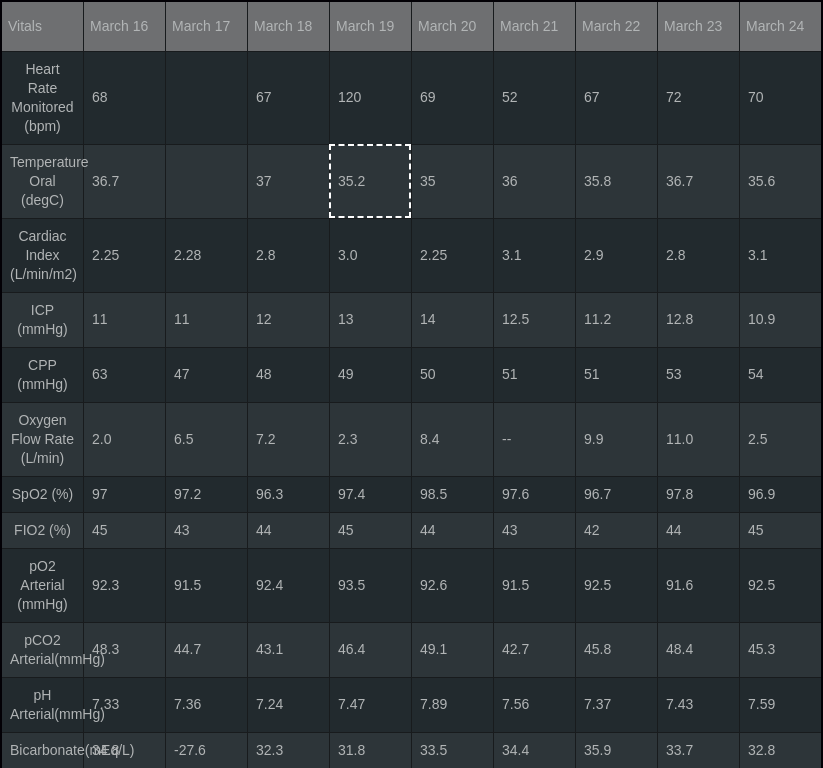 Vitals March 16 March 17 March 18 March 19 March 20 March 21 March 22 March 23 March 24
Heart
Rate
Monitored
(bpm)
68 67 120 69 52 67 72 70
Temperature
Oral
(degC)
36.7 37 35.2 35 36 35.8 36.7 35.6
Cardiac
Index
(L/min/m2)
2.25 2.28 2.8 3.0 2.25 3.1 2.9 2.8 3.1
ICP
(mmHg)
11 11 12 13 14 12.5 11.2 12.8 10.9
CPP
(mmHg)
63 47 48 49 50 51 51 53 54
Oxygen
Flow Rate
(L/min)
2.0 6.5 7.2 2.3 8.4 -- 9.9 11.0 2.5
SpO2 (%) 97 97.2 96.3 97.4 98.5 97.6 96.7 97.8 96.9
FIO2 (%) 45 43 44 45 44 43 42 44 45
pO2
Arterial
(mmHg)
92.3 91.5 92.4 93.5 92.6 91.5 92.5 91.6 92.5
pCO2
Arterial(mmHg)
48.3 44.7 43.1 46.4 49.1 42.7 45.8 48.4 45.3
pH
Arterial(mmHg)
7.33 7.36 7.24 7.47 7.89 7.56 7.37 7.43 7.59
Bicarbonate(mEq/L) -27.6 32.3 31.8 33.5 34.4 35.9 33.7 32.8